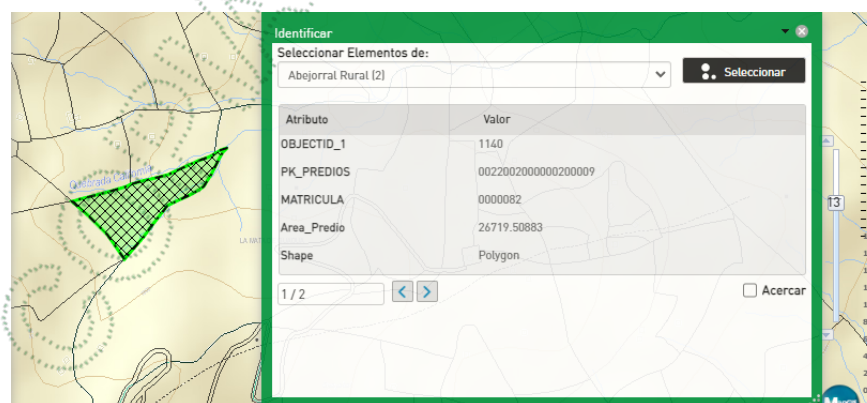 Identificar
Seleccionar Elementos de:
Abejorral Rural (2)
Seleccionar
Atributo Valor
OBJECTID_1 1140
PK_PREDIOS 0022002000000200009
MATRICULA 0000082
Area_Predio 26719.50883
Shape Polygon
1 / 2
< >
Acercar
13
Quebrada